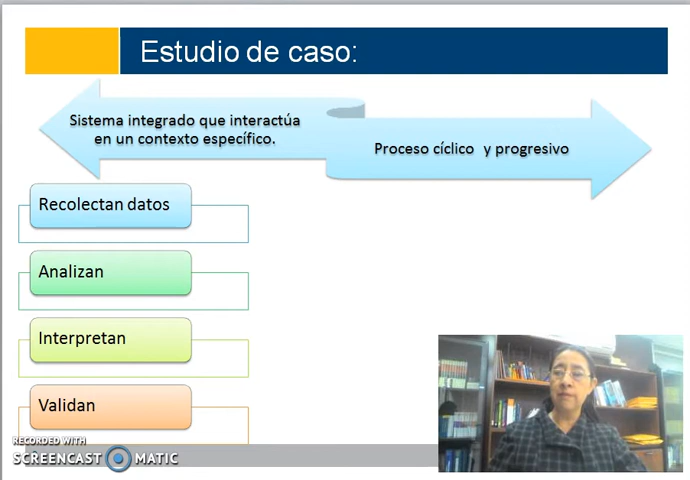 Estudio de caso:
Sistema integrado que interactúa
en un contexto específico.
Proceso cíclico y progresivo
Recolectan datos
Analizan
Interpretan
Validan
RECORDED WITH
SCREENCAST MATIC